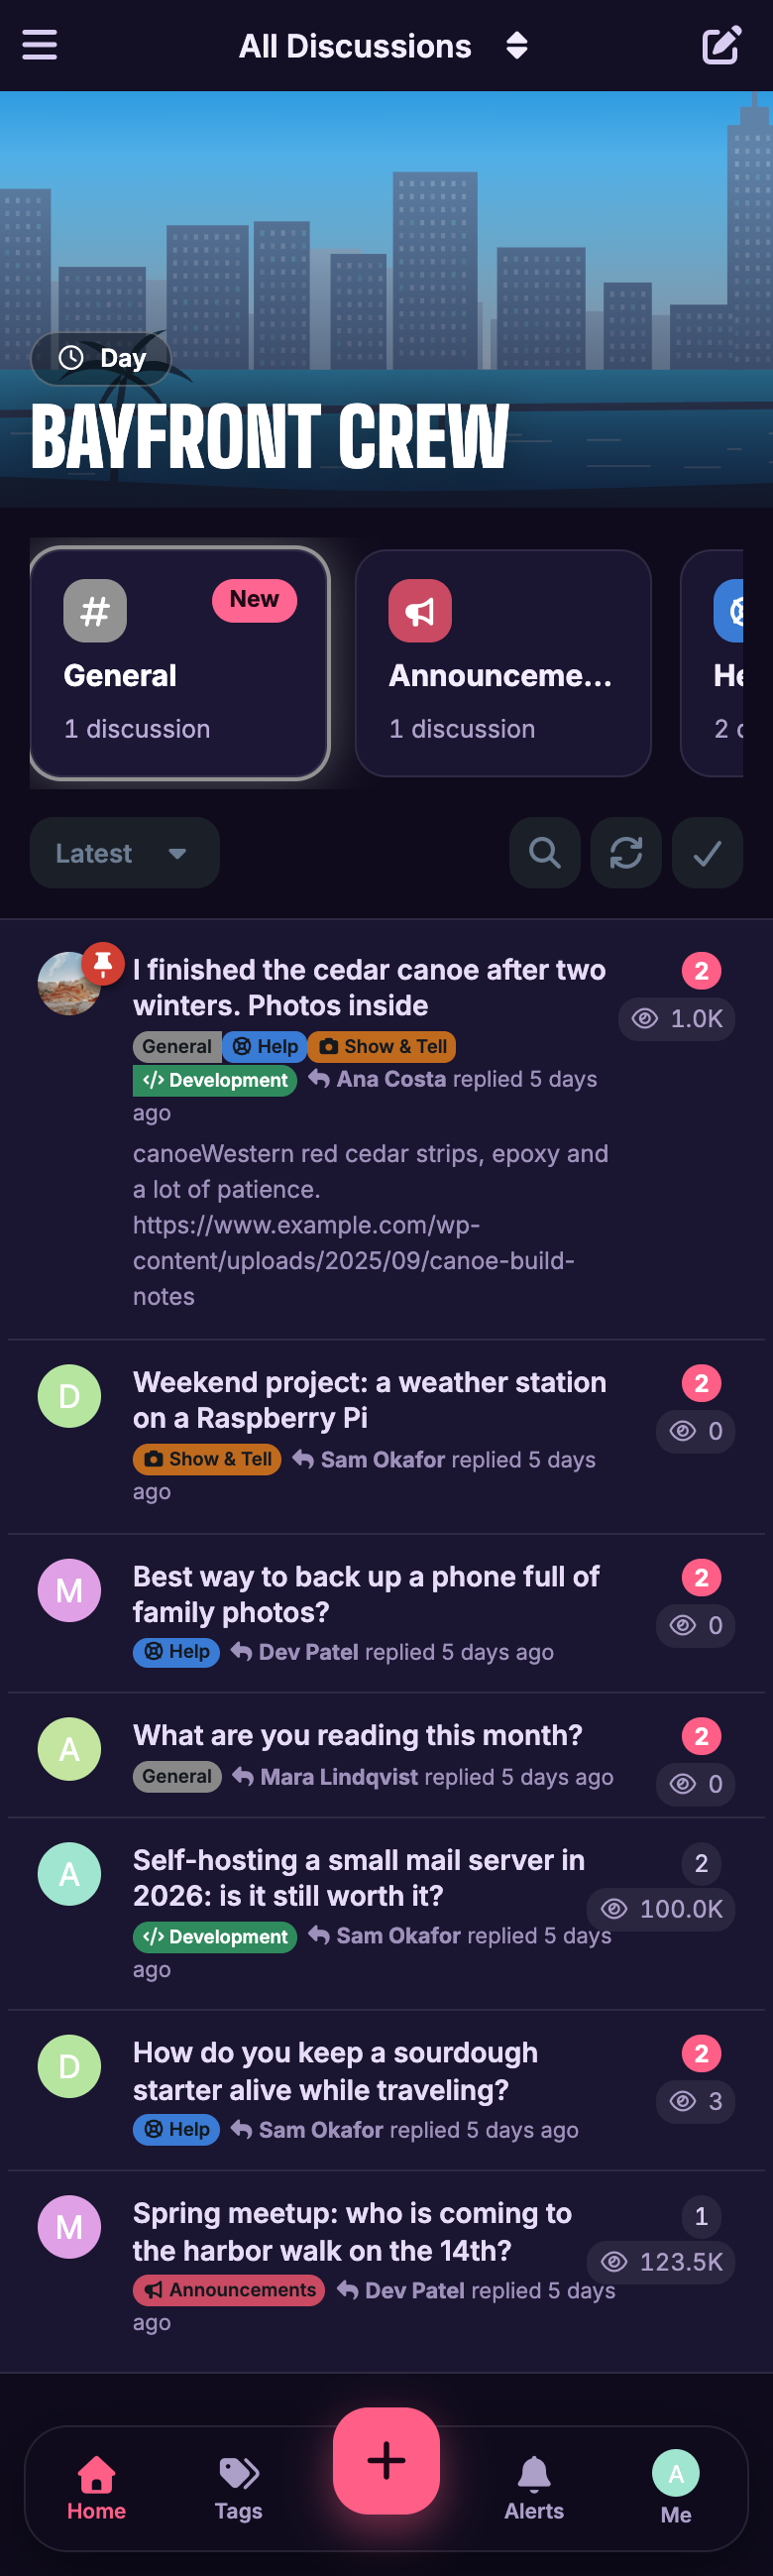 All Discussions
Day
BAYFRONT CREW
New
General
1 discussion
Announceme...
1 discussion
He
2
Latest
I finished the cedar canoe after two
winters. Photos inside
2
1.0K
General Help Show & Tell
Development Ana Costa replied 5 days
ago
canoeWestern red cedar strips, epoxy and
a lot of patience.
https://www.example.com/wp-
content/uploads/2025/09/canoe-build-
notes
Weekend project: a weather station
on a Raspberry Pi
2
0
Show & Tell Sam Okafor replied 5 days
ago
D
Best way to back up a phone full of
family photos?
2
0
Help Dev Patel replied 5 days ago
M
What are you reading this month?
2
0
General Mara Lindqvist replied 5 days ago
A
Self-hosting a small mail server in
2026: is it still worth it?
2
100.0K
Development Sam Okafor replied 5 days
ago
A
How do you keep a sourdough
starter alive while traveling?
2
3
Help Sam Okafor replied 5 days ago
D
Spring meetup: who is coming to
the harbor walk on the 14th?
1
123.5K
Announcements Dev Patel replied 5 days
ago
M
Home
Tags
Alerts
A
Me